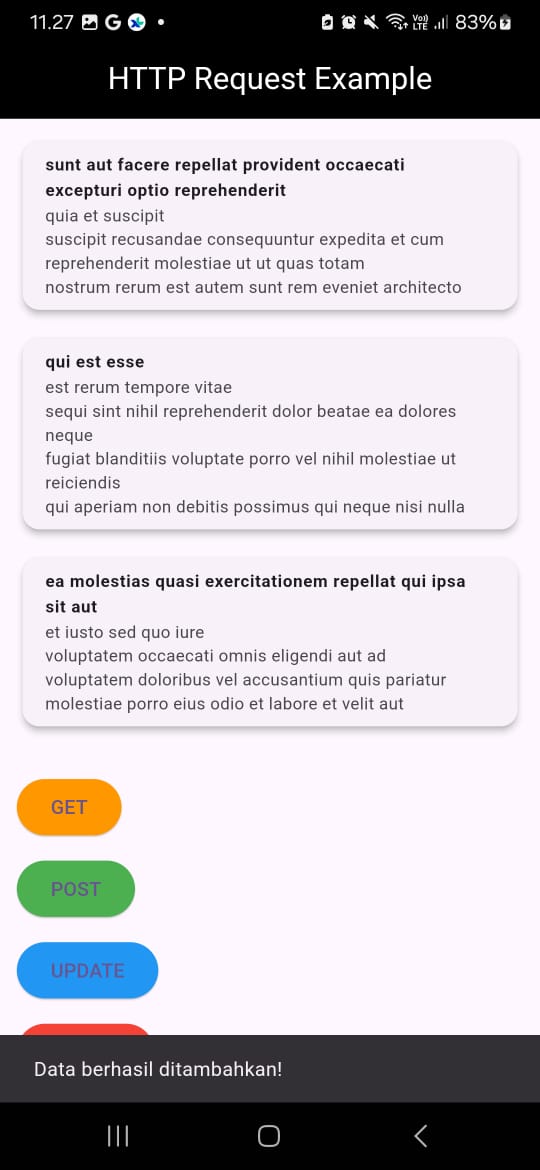 11.27
Vo))
LTE
83%
HTTP Request Example
sunt aut facere repellat provident occaecati
excepturi optio reprehenderit
quia et suscipit
suscipit recusandae consequuntur expedita et cum
reprehenderit molestiae ut ut quas totam
nostrum rerum est autem sunt rem eveniet architecto
qui est esse
est rerum tempore vitae
sequi sint nihil reprehenderit dolor beatae ea dolores
neque
fugiat blanditiis voluptate porro vel nihil molestiae ut
reiciendis
qui aperiam non debitis possimus qui neque nisi nulla
ea molestias quasi exercitationem repellat qui ipsa
sit aut
et iusto sed quo iure
voluptatem occaecati omnis eligendi aut ad
voluptatem doloribus vel accusantium quis pariatur
molestiae porro eius odio et labore et velit aut
GET
POST
UPDATE
Data berhasil ditambahkan!